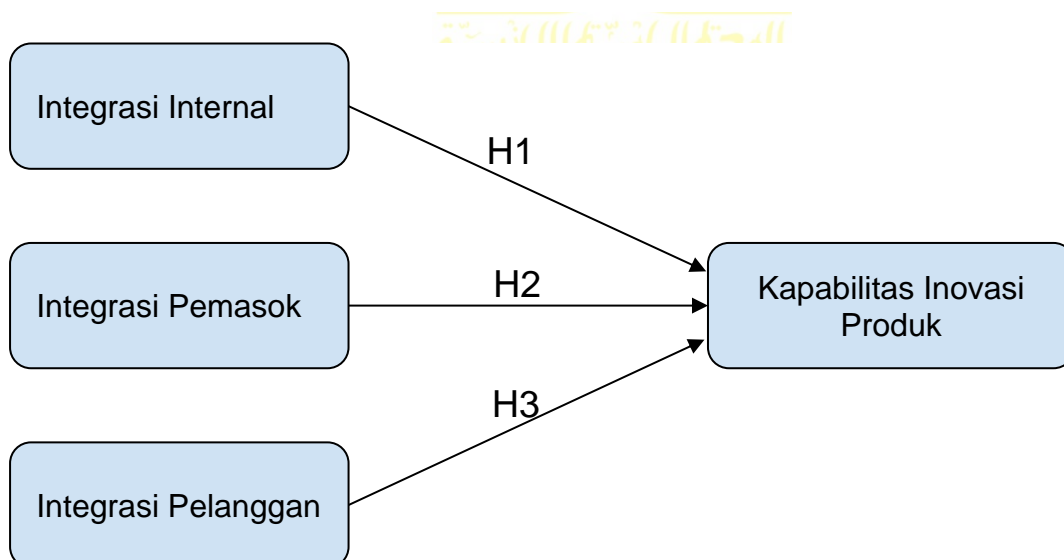 Integrasi Internal
H1
Integrasi Pemasok
H2
Kapabilitas Inovasi
Produk
H3
Integrasi Pelanggan